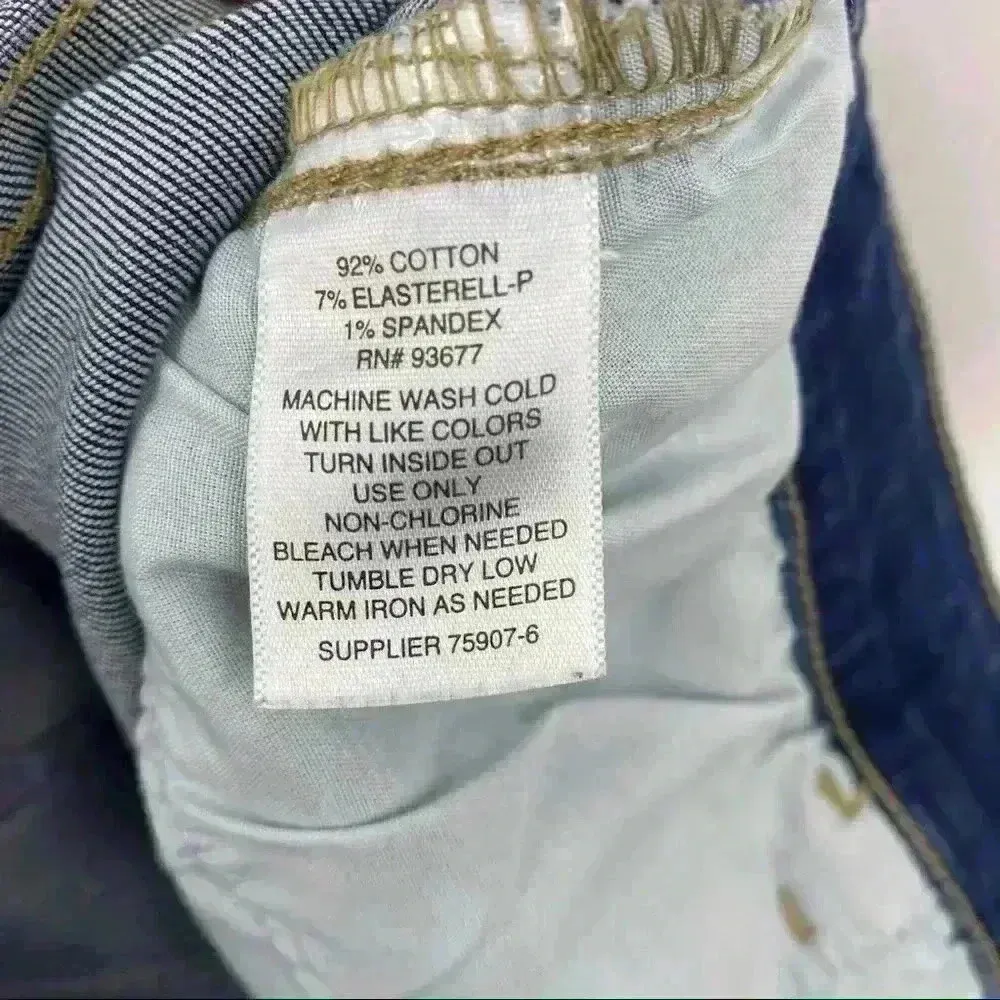 92% COTTON
7% ELASTERELL-P
1% SPANDEX
RN# 93677
MACHINE WASH COLD
WITH LIKE COLORS
TURN INSIDE OUT
USE ONLY
NON-CHLORINE
BLEACH WHEN NEEDED
TUMBLE DRY LOW
WARM IRON AS NEEDED
SUPPLIER 75907-6